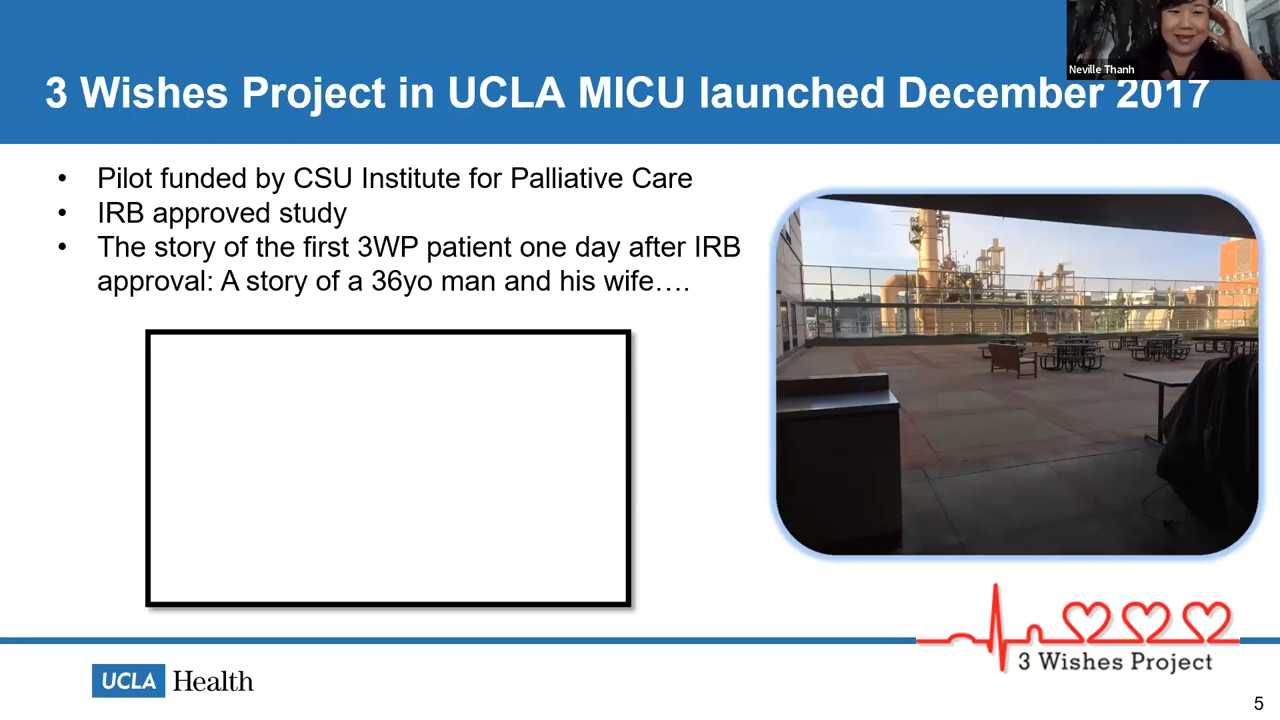 Neville Thanh
3 Wishes Project in UCLA MICU launched December 2017
• Pilot funded by CSU Institute for Palliative Care
• IRB approved study
• The story of the first 3WP patient one day after IRB
approval: A story of a 36yo man and his wife….
3 Wishes Project
UCLA Health
5